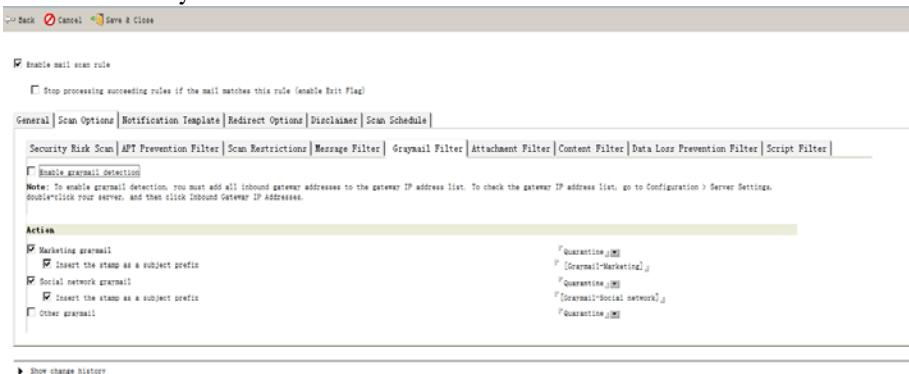 Back Cancel Save & Close
Enable mail scan rule
Stop processing succeeding rules if the mail matches this rule (enable Exit Flag)
General Scan Options Notification Template Redirect Options Disclaimer Scan Schedule
Security Risk Scan APT Prevention Filter Scan Restrictions Message Filter Graymail Filter Attachment Filter Content Filter Data Loss Prevention Filter Script Filter
Enable graymail detection
Note: To enable graymail detection, you must add all inbound gateway addresses to the gateway IP address list. To check the gateway IP address list, go to Configuration > Server Settings,
double-click your server, and then click Inbound Gateway IP Addresses.
Action
Marketing graymail Quarantine
Insert the stamp as a subject prefix [Graymail-Marketing]
Social network graymail Quarantine
Insert the stamp as a subject prefix [Graymail-Social network]
Other graymail Quarantine
Show change history